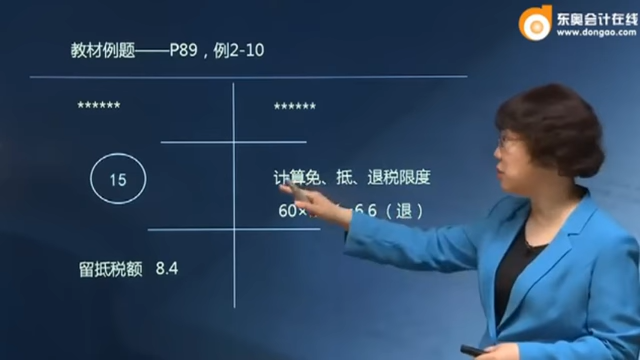 东奥会计在线
www.dongao.com
教材例题——P89，例2-10
****** ******
15
计算免、抵、退税限度
60× 6.6（退）
留抵税额 8.4